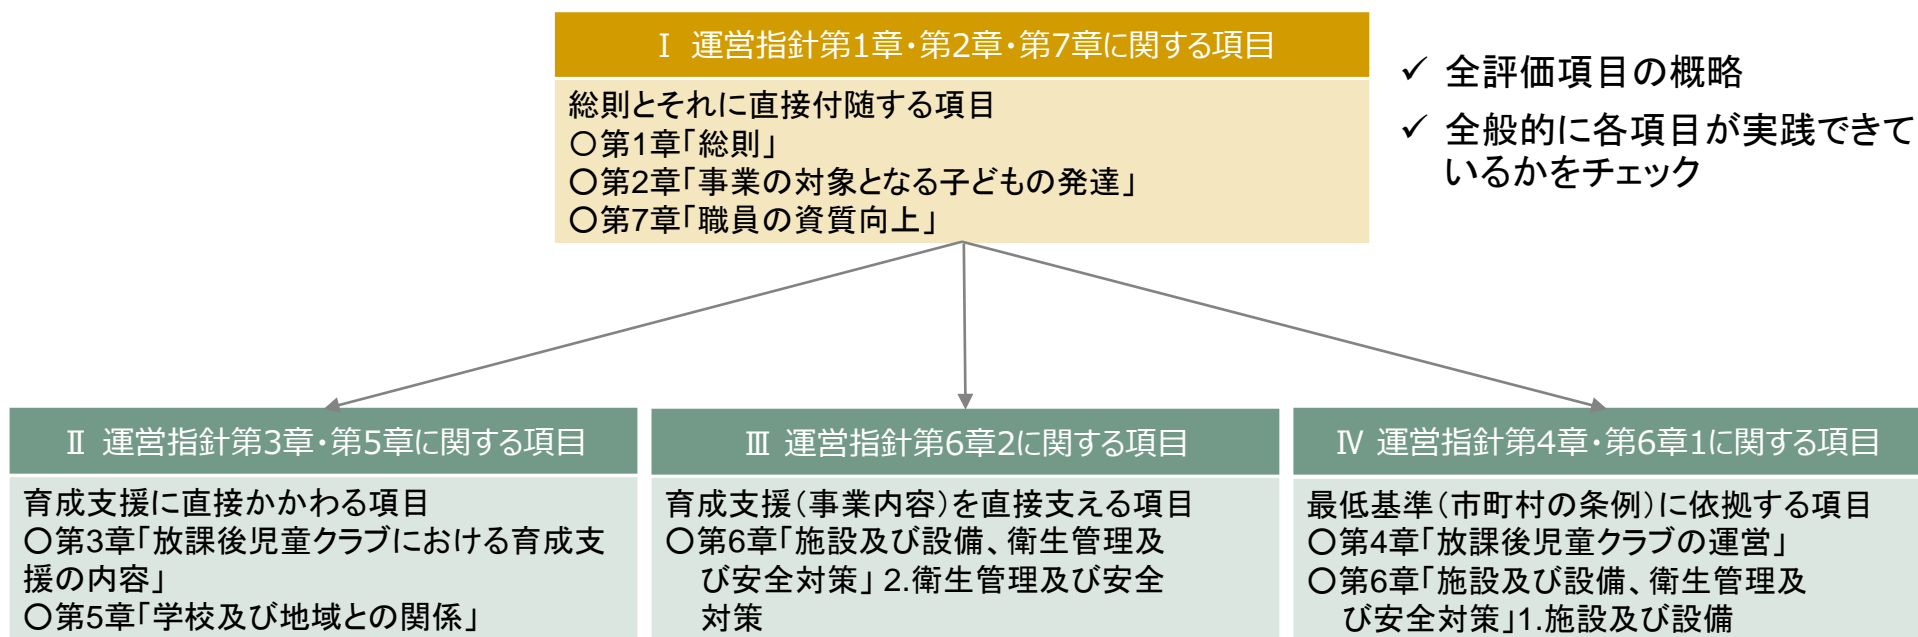 Ⅰ 運営指針第1章・第2章・第7章に関する項目
総則とそれに直接付随する項目
〇第1章「総則」
〇第2章「事業の対象となる子どもの発達」
〇第7章「職員の資質向上」
✓ 全評価項目の概略
✓ 全般的に各項目が実践できて
いるかをチェック
Ⅱ 運営指針第3章・第5章に関する項目
育成支援に直接かかわる項目
〇第3章「放課後児童クラブにおける育成支
援の内容」
〇第5章「学校及び地域との関係」
Ⅲ 運営指針第6章2に関する項目
育成支援(事業内容)を直接支える項目
〇第6章「施設及び設備、衛生管理及
び安全対策」 2.衛生管理及び安全
対策
Ⅳ 運営指針第4章・第6章1に関する項目
最低基準(市町村の条例)に依拠する項目
〇第4章「放課後児童クラブの運営」
〇第6章「施設及び設備、衛生管理及
び安全対策」1.施設及び設備